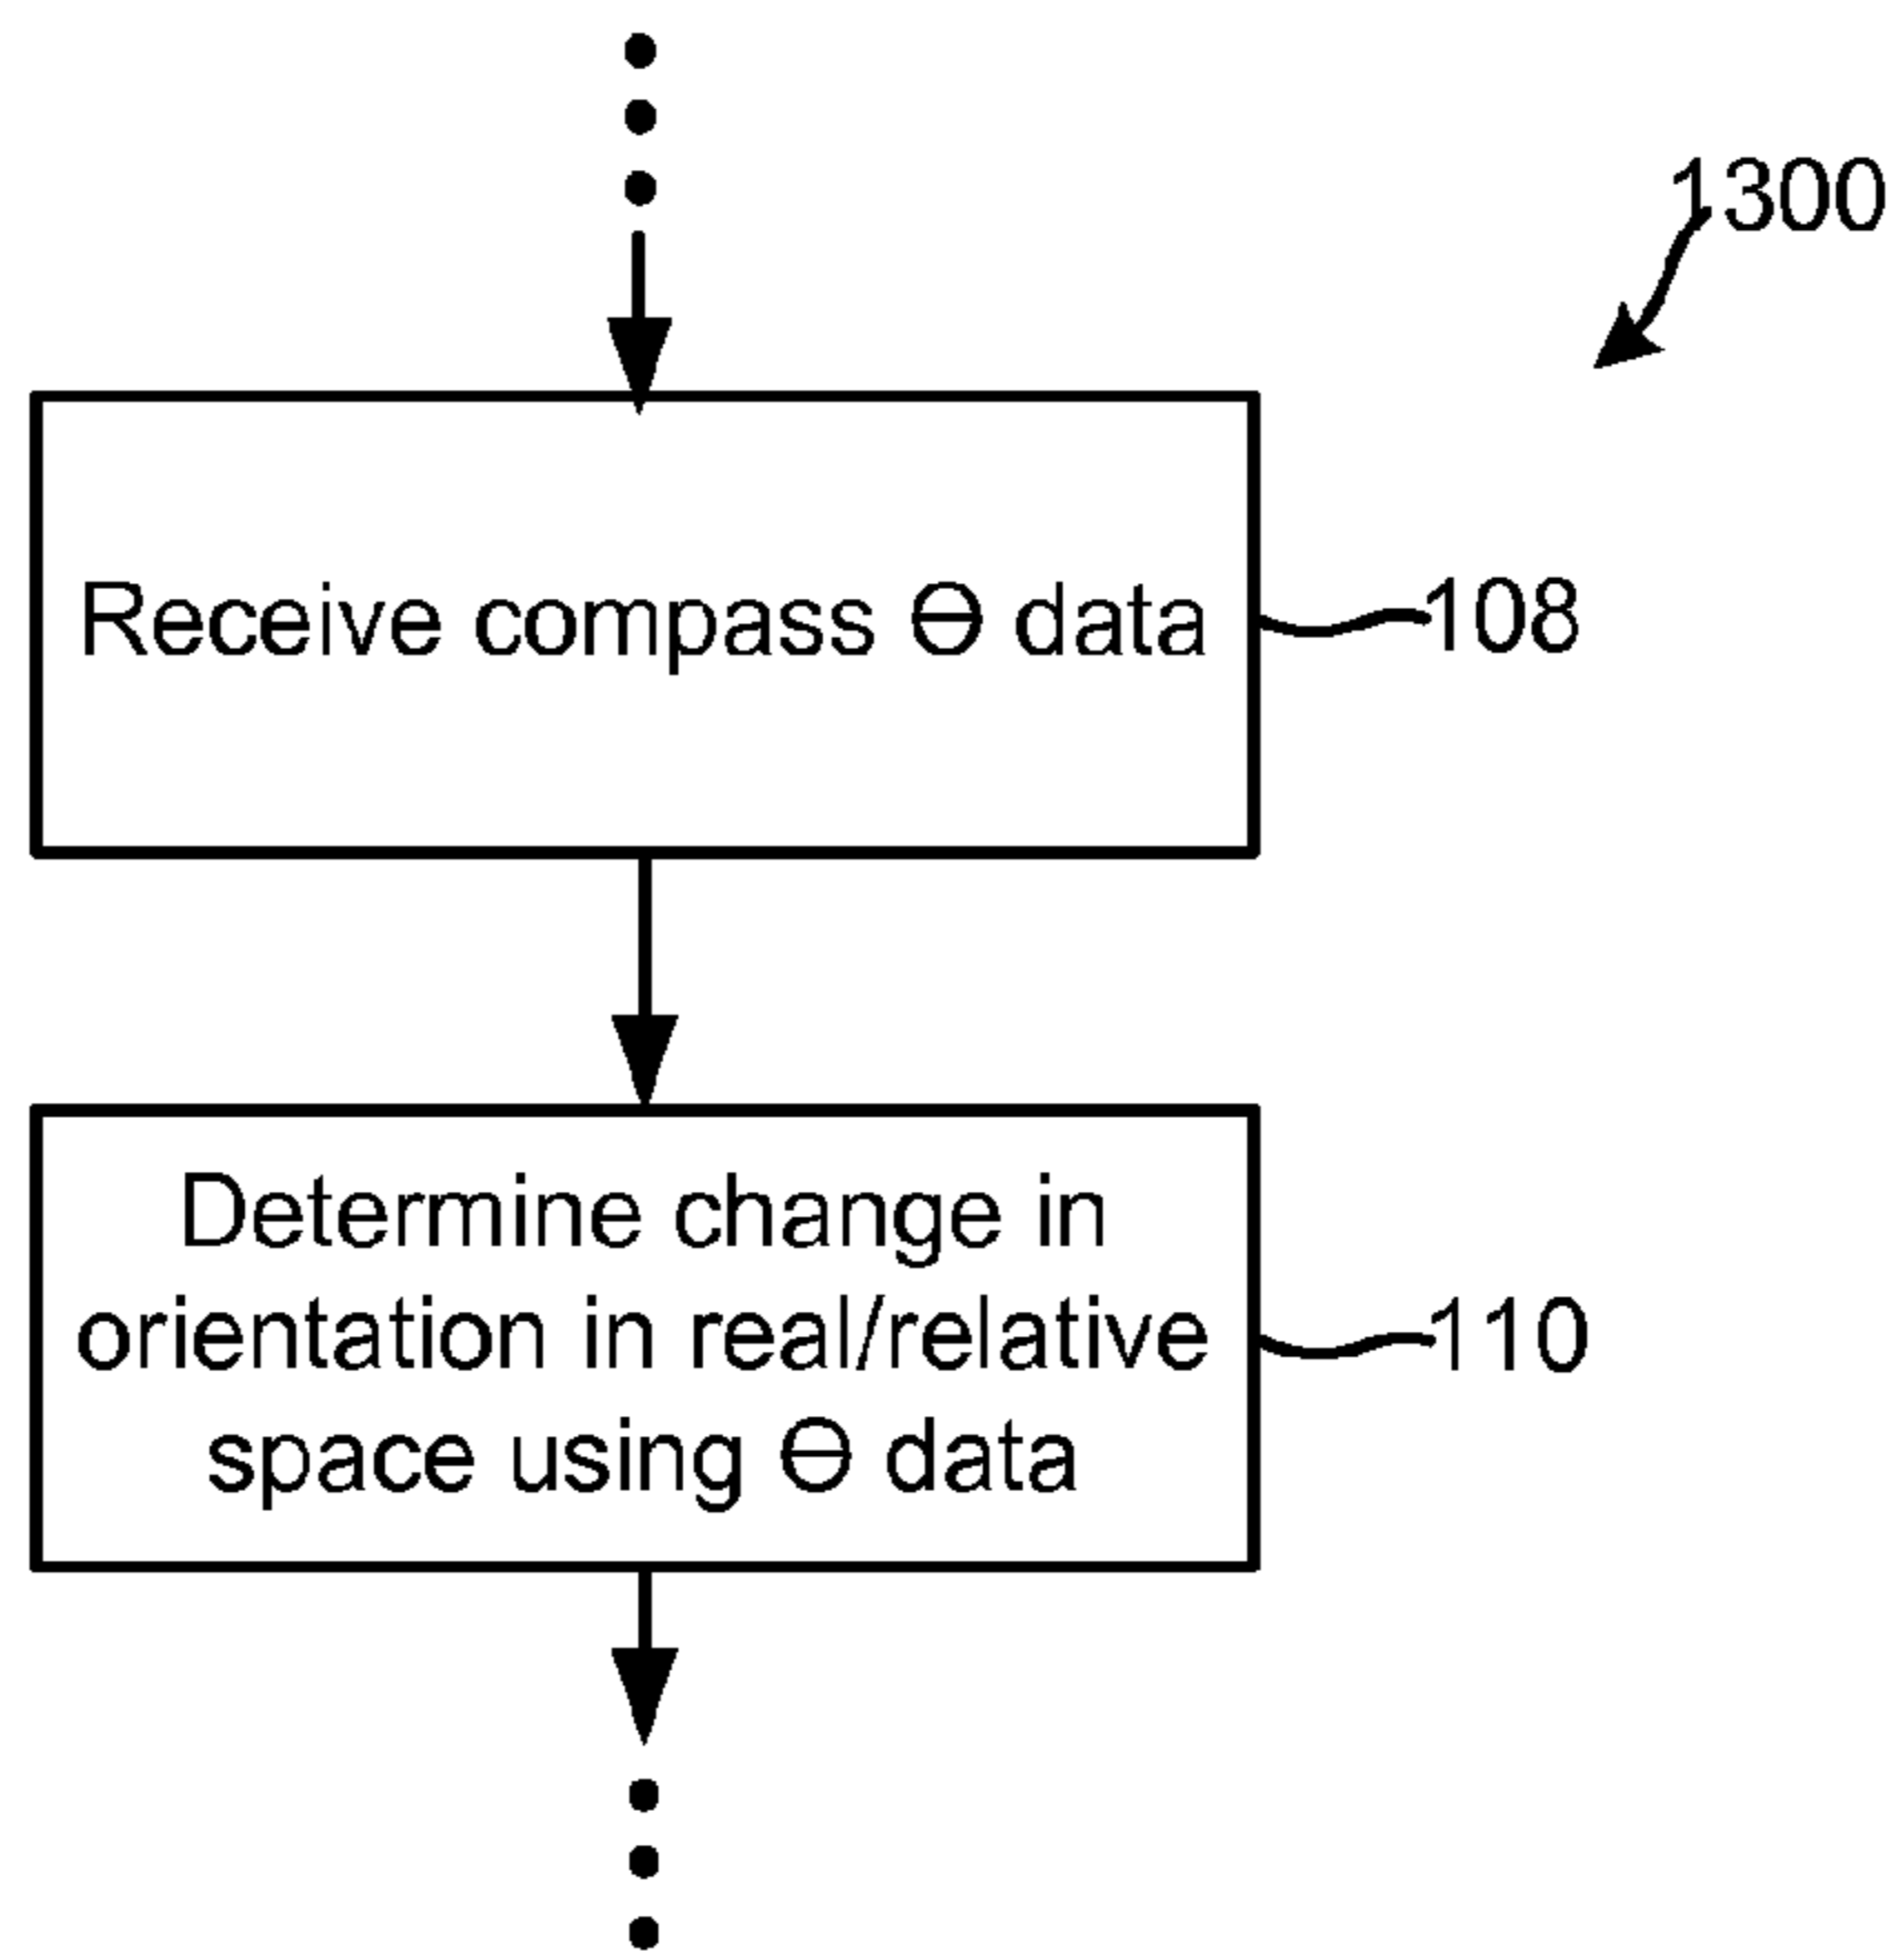 1300
Receive compass Θ data
108
Determine change in
orientation in real/relative
space using Θ data
110